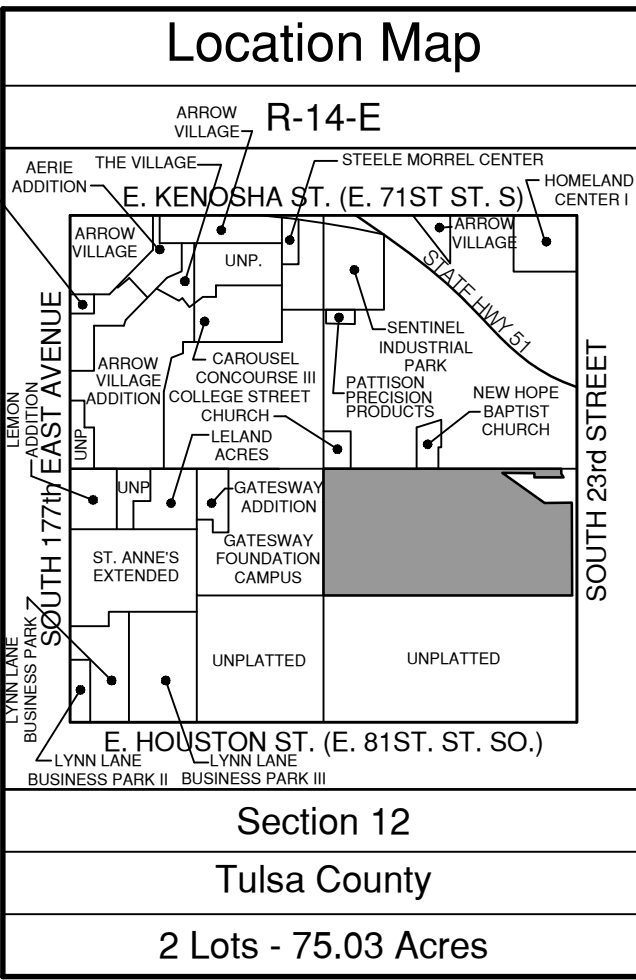 Location Map
R-14-E
ARROW
VILLAGE
THE VILLAGE
STEELE MORREL CENTER
AERIE
ADDITION
HOMELAND
CENTER I
E. KENOSHA ST. (E. 71ST ST. S)
ARROW
VILLAGE
UNP.
ARROW
VILLAGE
STATE HWY 51
SOUTH 177th EAST AVENUE
SENTINEL
INDUSTRIAL
PARK
SOUTH 23rd STREET
CAROUSEL
CONCOURSE III
ARROW
VILLAGE
ADDITION
PATTISON
PRECISION
PRODUCTS
COLLEGE STREET
CHURCH
NEW HOPE
BAPTIST
CHURCH
LEMON
ADDITION
UNP
LELAND
ACRES
UNP
GATESWAY
ADDITION
GATESWAY
FOUNDATION
CAMPUS
ST. ANNE'S
EXTENDED
LYNN LANE
BUSINESS PARK
UNPLATTED
UNPLATTED
E. HOUSTON ST. (E. 81ST. ST. SO.)
LYNN LANE
BUSINESS PARK II
LYNN LANE
BUSINESS PARK III
Section 12
Tulsa County
2 Lots - 75.03 Acres